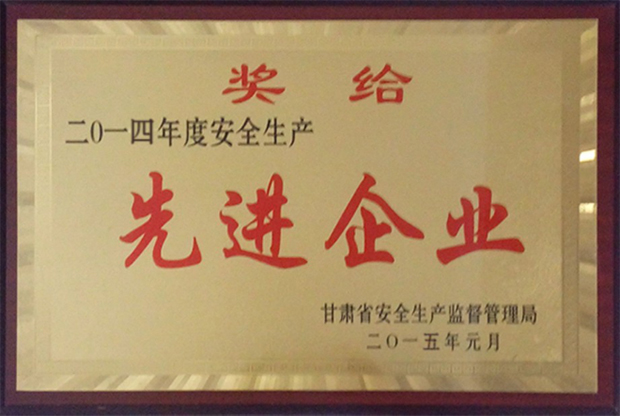 奖给
二〇一四年度安全生产
先进企业
甘肃省安全生产监督管理局
二〇一五年元月